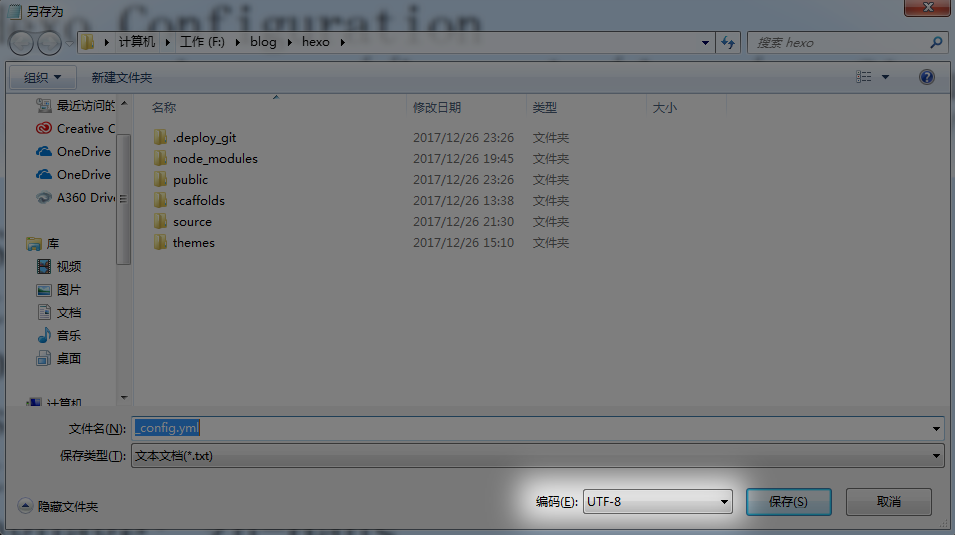 另存为
Hexo Configuration
计算机 工作 (F:) blog hexo
搜索 hexo
组织 新建文件夹
名称 修改日期 类型 大小
最近访问的
Creative C
OneDrive
OneDrive
A360 Drive
库
视频
图片
文档
音乐
桌面
计算机
.deploy_git 2017/12/26 23:26 文件夹
node_modules 2017/12/26 19:45 文件夹
public 2017/12/26 23:26 文件夹
scaffolds 2017/12/26 13:38 文件夹
source 2017/12/26 21:30 文件夹
themes 2017/12/26 15:10 文件夹
文件名(N): _config.yml
保存类型(T): 文本文档(*.txt)
隐藏文件夹 编码(E): UTF-8 保存(S) 取消